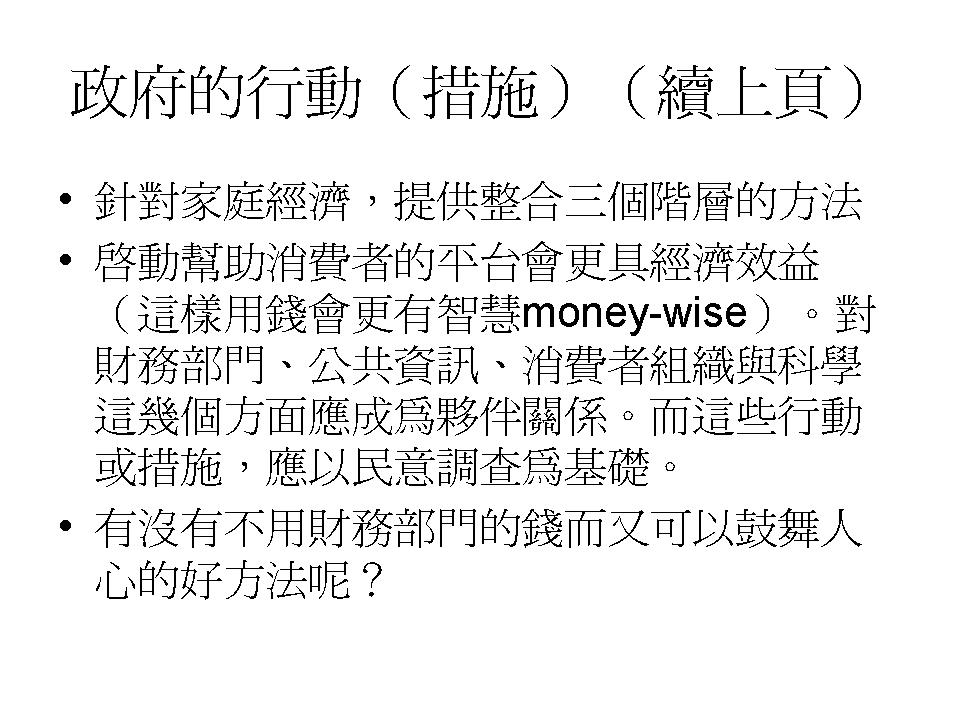 政府的行動（措施）（續上頁）
• 針對家庭經濟，提供整合三個階層的方法
• 啓動幫助消費者的平台會更具經濟效益
（這樣用錢會更有智慧money-wise）。對
財務部門、公共資訊、消費者組織與科學
這幾個方面應成爲夥伴關係。而這些行動
或措施，應以民意調查爲基礎。
• 有沒有不用財務部門的錢而又可以鼓舞人
心的好方法呢？